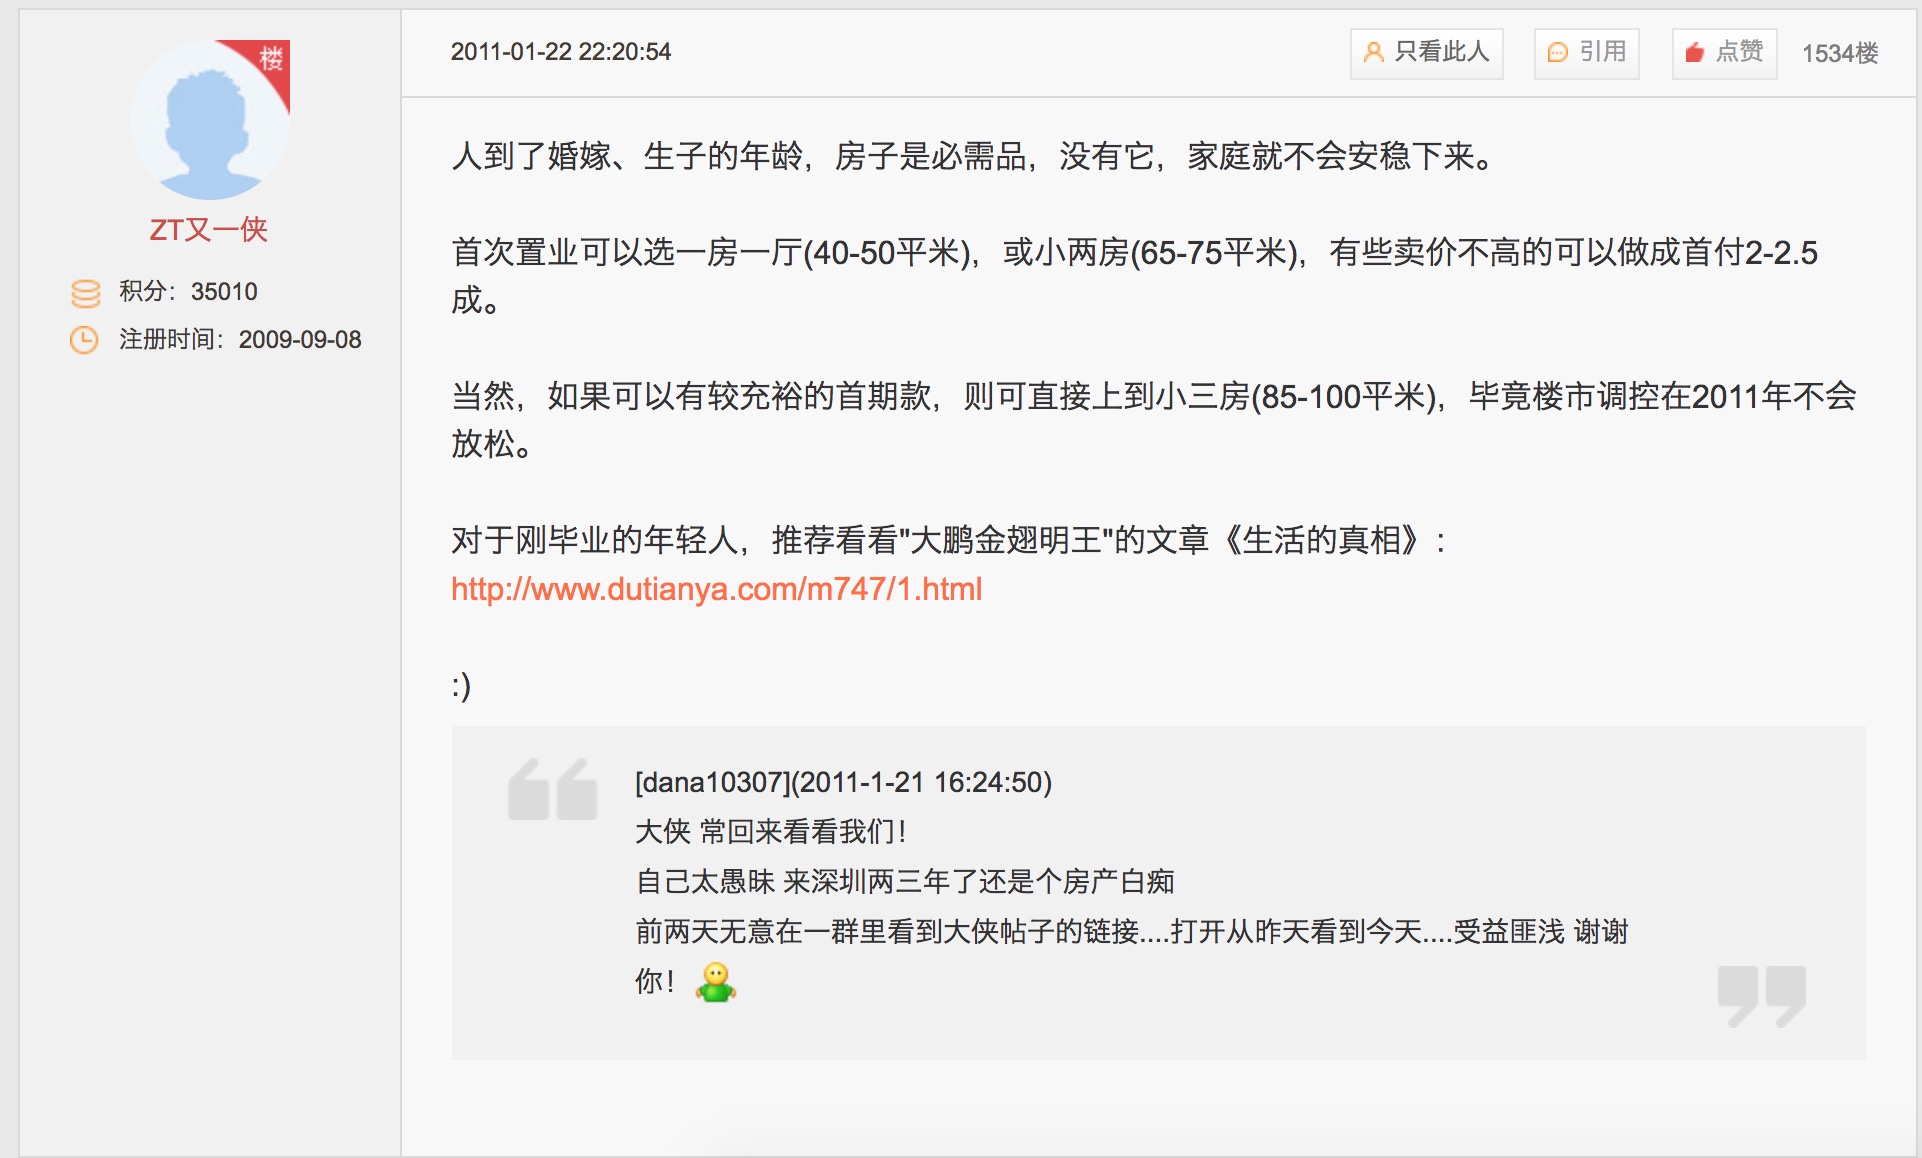 楼
ZT又一侠
积分：35010
注册时间：2009-09-08
2011-01-22 22:20:54
只看此人
引用
点赞
1534楼
人到了婚嫁、生子的年龄，房子是必需品，没有它，家庭就不会安稳下来。
首次置业可以选一房一厅(40-50平米)，或小两房(65-75平米)，有些卖价不高的可以做成首付2-2.5
成。
当然，如果可以有较充裕的首期款，则可直接上到小三房(85-100平米)，毕竟楼市调控在2011年不会
放松。
对于刚毕业的年轻人，推荐看看"大鹏金翅明王"的文章《生活的真相》：
http://www.dutianya.com/m747/1.html
:)
[dana10307](2011-1-21 16:24:50)
大侠 常回来看看我们！
自己太愚昧 来深圳两三年了还是个房产白痴
前两天无意在一群里看到大侠帖子的链接....打开从昨天看到今天....受益匪浅 谢谢
你！